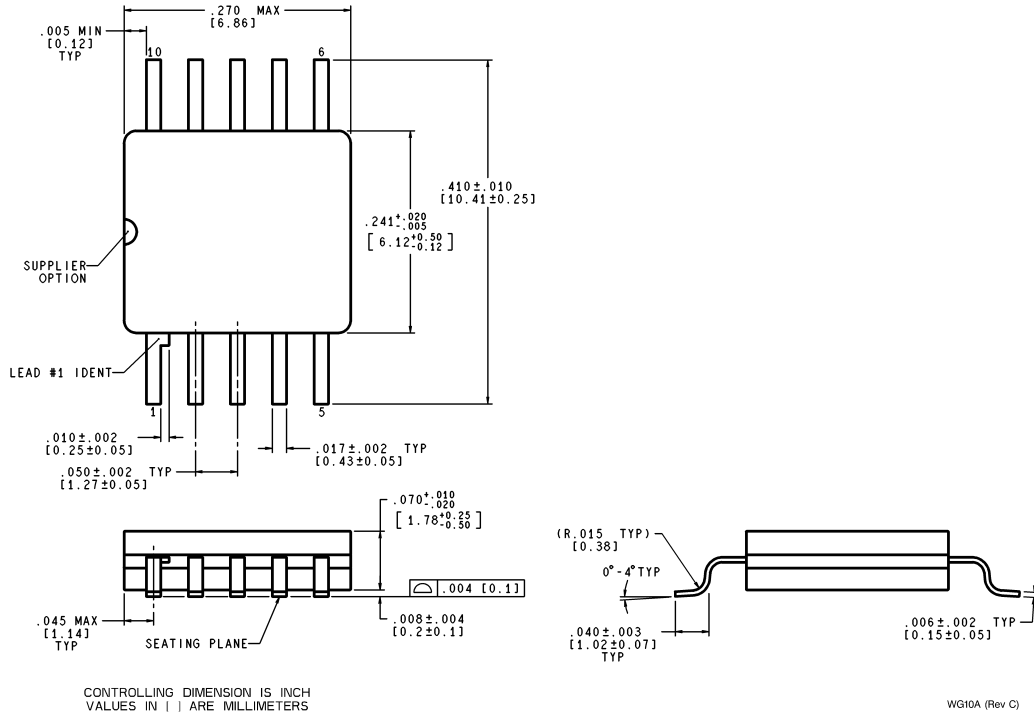 .270 MAX
[6.86]
.005 MIN
[0.12]
TYP
10
6
.410±.010
[10.41±0.25]
.241+.020
-.005
[ 6.12+0.50
-0.12 ]
SUPPLIER
OPTION
LEAD #1 IDENT
1
5
.010±.002
[0.25±0.05]
.017±.002 TYP
[0.43±0.05]
.050±.002 TYP
[1.27±0.05]
.070+.010
-.020
[ 1.78+0.25
-0.50 ]
(R.015 TYP)
[0.38]
0°-4° TYP
.004 [0.1]
.045 MAX
[1.14]
TYP
SEATING PLANE
.008±.004
[0.2±0.1]
.040±.003
[1.02±0.07]
TYP
.006±.002 TYP
[0.15±0.05]
CONTROLLING DIMENSION IS INCH
VALUES IN [ ] ARE MILLIMETERS
WG10A (Rev C)